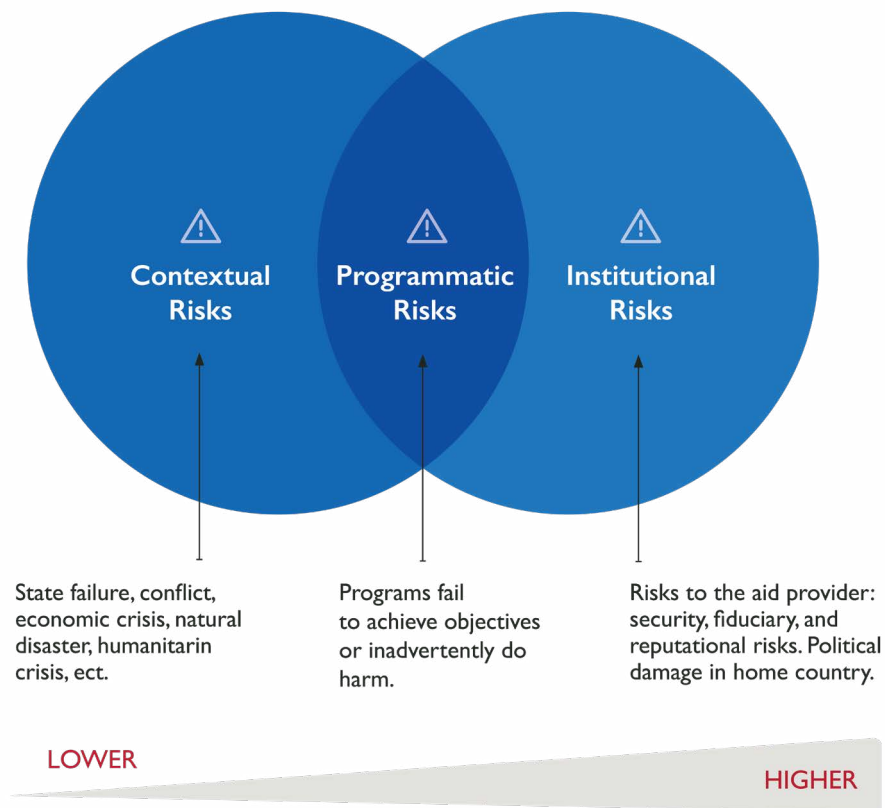 Contextual
Risks
Programmatic
Risks
Institutional
Risks
State failure, conflict,
economic crisis, natural
disaster, humanitarin
crisis, ect.
Programs fail
to achieve objectives
or inadvertently do
harm.
Risks to the aid provider:
security, fiduciary, and
reputational risks. Political
damage in home country.
LOWER
HIGHER